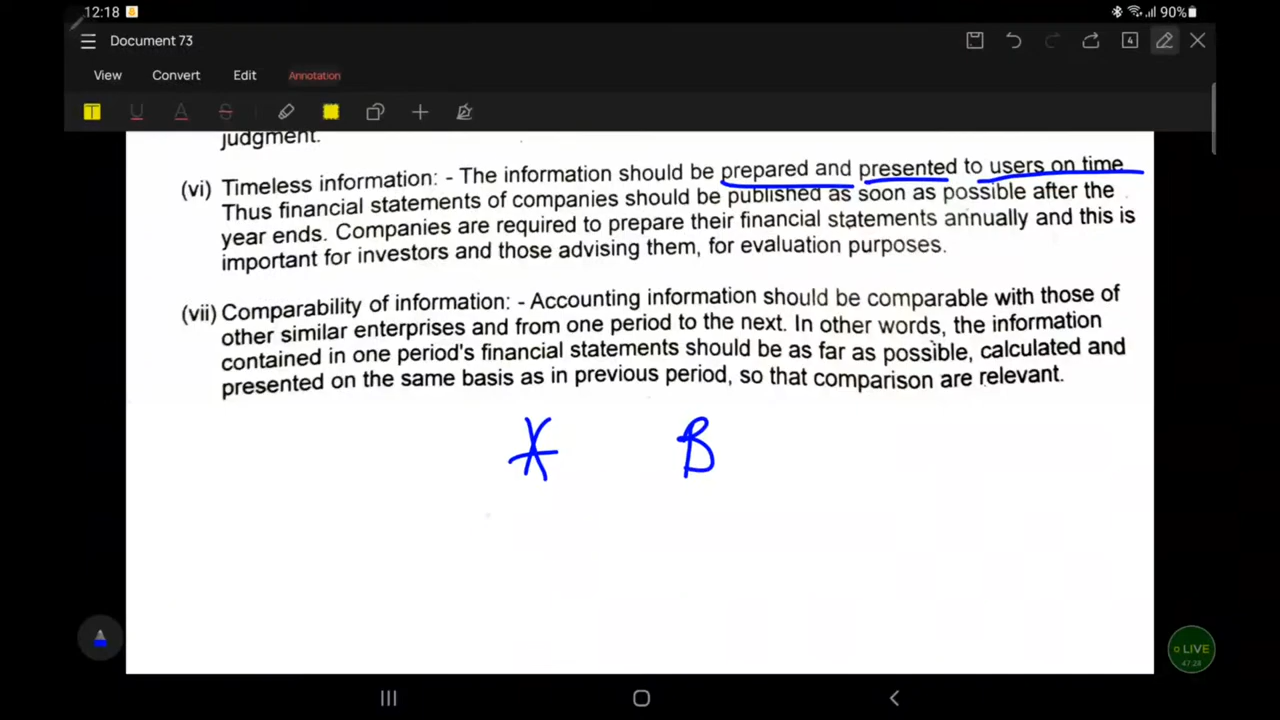 12:18
90%
Document 73
4
View Convert Edit Annotation
T U A S
judgment.
(vi) Timeless information: - The information should be prepared and presented to users on time
Thus financial statements of companies should be published as soon as possible after the
year ends. Companies are required to prepare their financial statements annually and this is
important for investors and those advising them, for evaluation purposes.
(vii) Comparability of information: - Accounting information should be comparable with those of
other similar enterprises and from one period to the next. In other words, the information
contained in one period's financial statements should be as far as possible, calculated and
presented on the same basis as in previous period, so that comparison are relevant.
B
LIVE
47:28